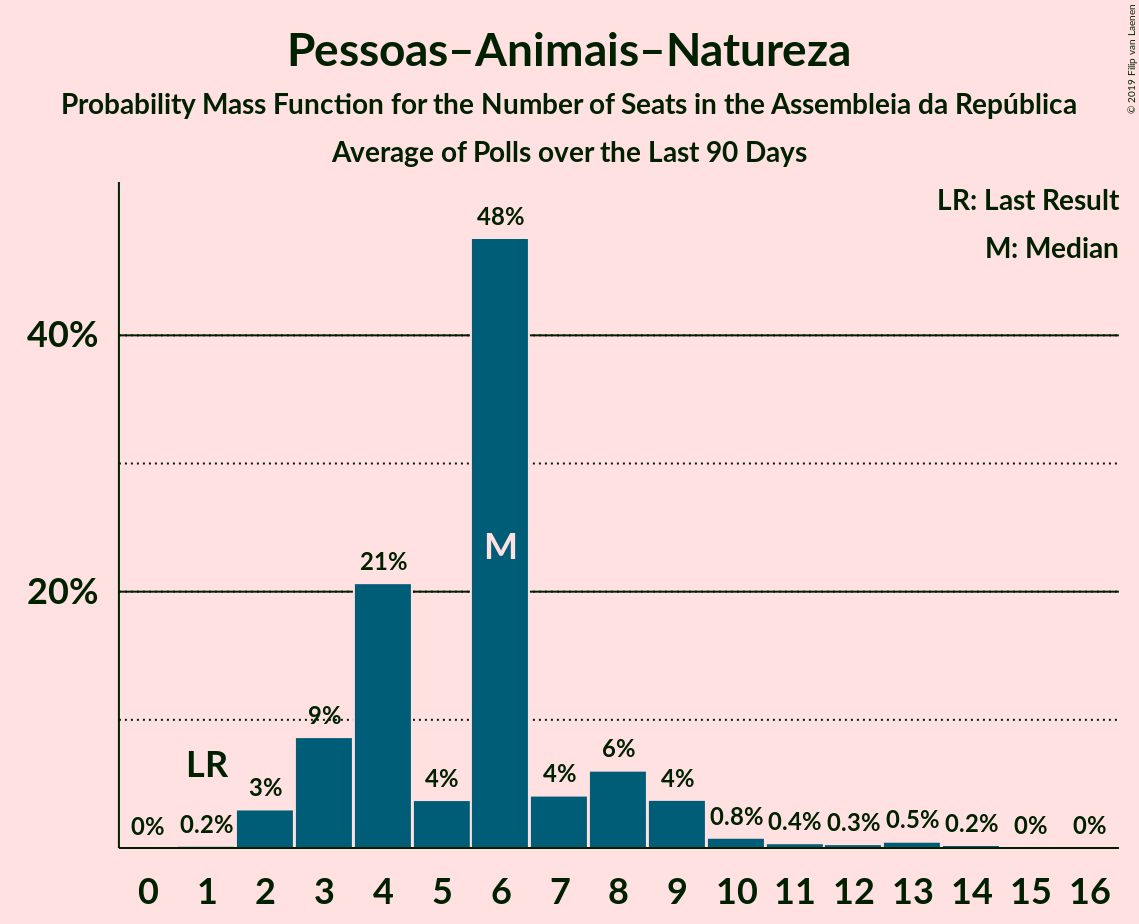 Pessoas–Animais–Natureza
Probability Mass Function for the Number of Seats in the Assembleia da República
Average of Polls over the Last 90 Days
© 2019 Filip van Laenen
LR: Last Result
M: Median
48%
40%
M
21%
20%
9%
LR
6%
3%
4%
4%
4%
0%
0.2%
0.8%
0.4%
0.3%
0.5%
0.2%
0%
0%
0 1 2 3 4 5 6 7 8 9 10 11 12 13 14 15 16